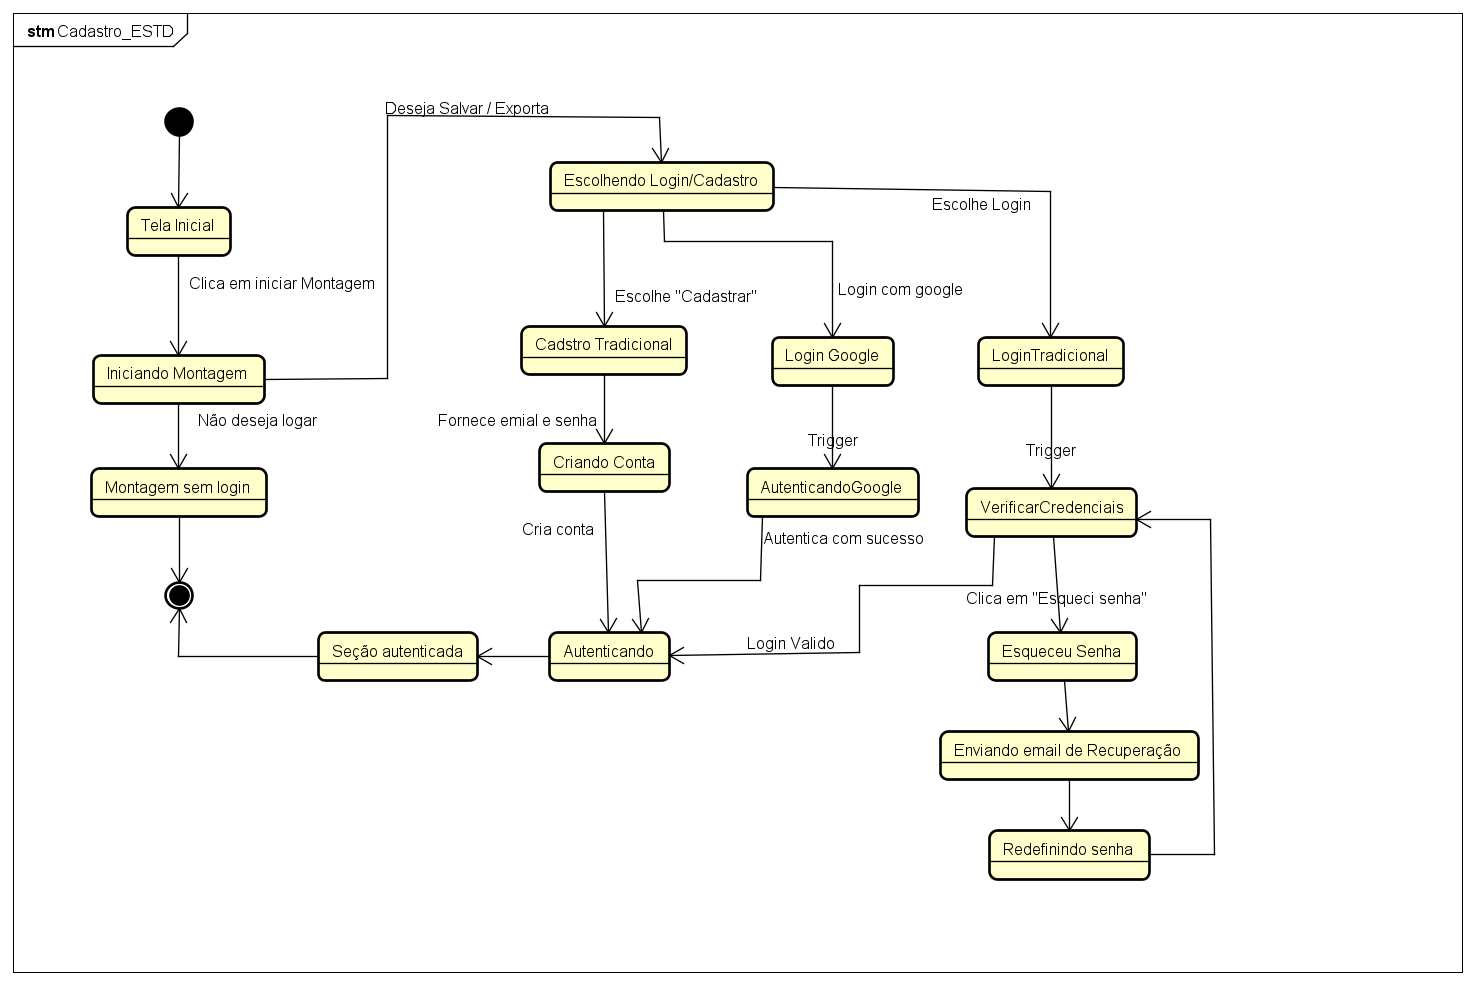 stm Cadastro_ESTD
Deseja Salvar / Exporta
Escolhendo Login/Cadastro
Escolhe Login
Tela Inicial
Clica em iniciar Montagem
Escolhe "Cadastrar"
Login com google
Cadstro Tradicional
Login Google
LoginTradicional
Iniciando Montagem
Não deseja logar
Fornece emial e senha
Trigger
Trigger
Criando Conta
Montagem sem login
AutenticandoGoogle
VerificarCredenciais
Cria conta
Autentica com sucesso
Clica em "Esqueci senha"
Login Valido
Seção autenticada
Autenticando
Esqueceu Senha
Enviando email de Recuperação
Redefinindo senha